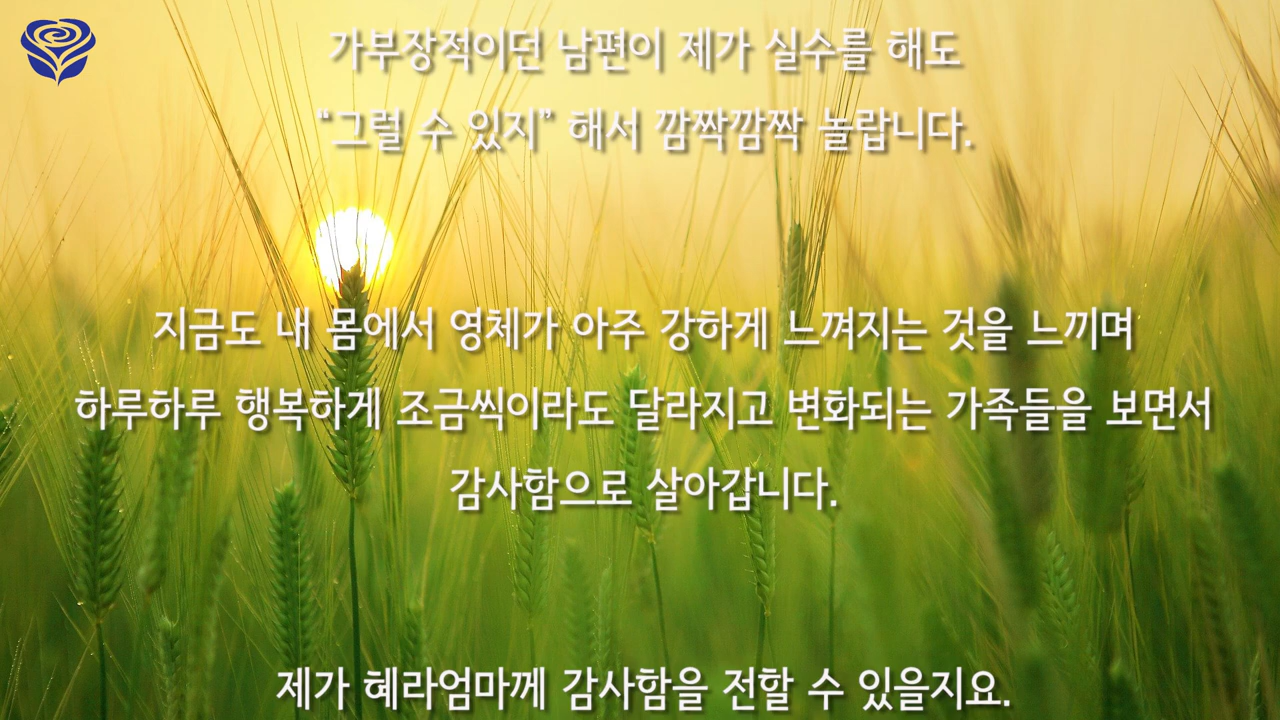 가부장적이던 남편이 제가 실수를 해도
“그럴 수 있지” 해서 깜짝깜짝 놀랍니다.
지금도 내 몸에서 영체가 아주 강하게 느껴지는 것을 느끼며
하루하루 행복하게 조금씩이라도 달라지고 변화되는 가족들을 보면서
감사함으로 살아갑니다.
제가 혜라엄마께 감사함을 전할 수 있을지요.